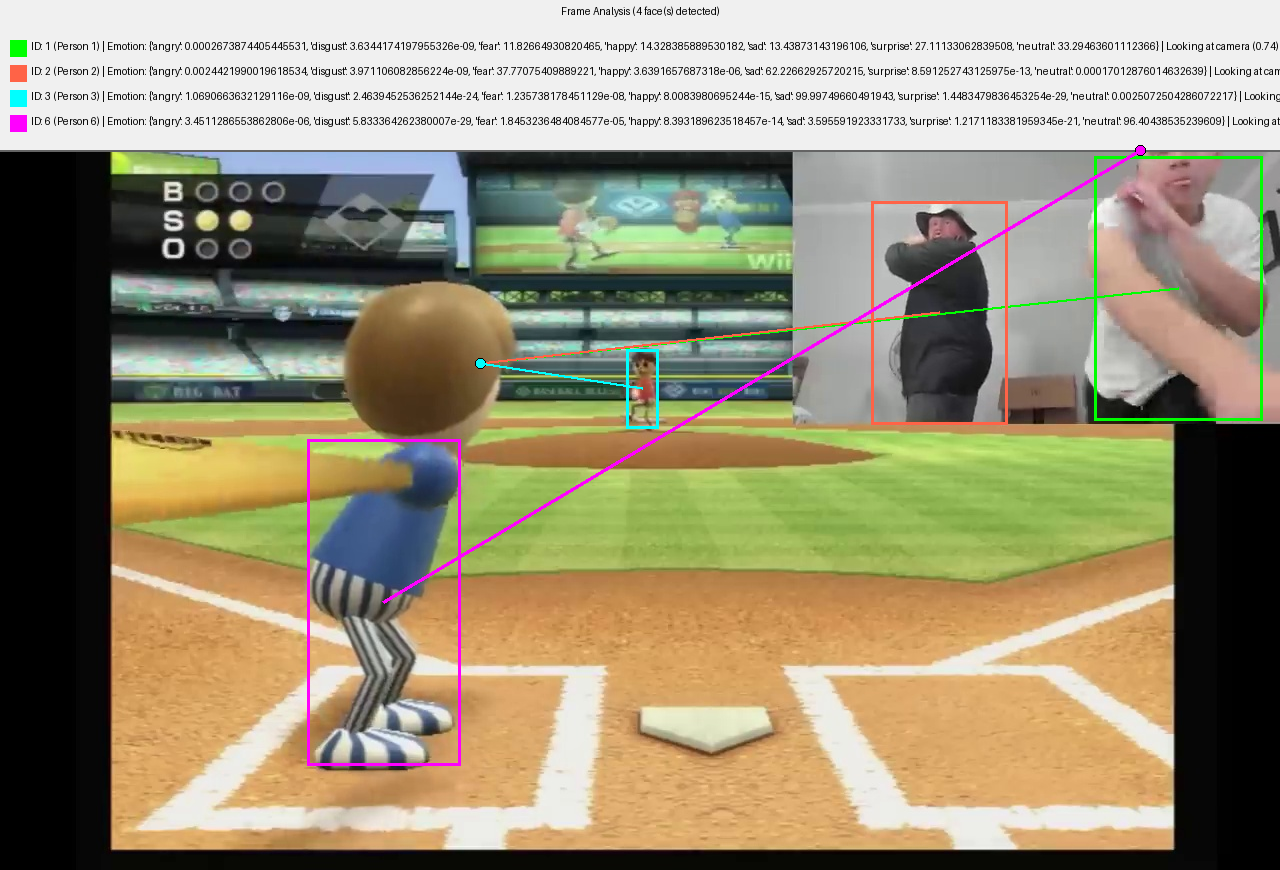 Frame Analysis (4 face(s) detected)
ID: 1 (Person 1) | Emotion: {'angry': 0.0002673874405445531, 'disgust': 3.6344174197955326e-09, 'fear': 11.82664930820465, 'happy': 14.328385889530182, 'sad': 13.43873143196106, 'surprise': 27.11133062839508, 'neutral': 33.29463601112366} | Looking at camera (0.74)
ID: 2 (Person 2) | Emotion: {'angry': 0.0024421990019618534, 'disgust': 3.971106082856224e-09, 'fear': 37.77075409889221, 'happy': 3.6391657687318e-06, 'sad': 62.22662925720215, 'surprise': 8.591252743125975e-13, 'neutral': 0.00017012876014632639} | Looking at cam
ID: 3 (Person 3) | Emotion: {'angry': 1.0690663632129116e-09, 'disgust': 2.4639452536252144e-24, 'fear': 1.235738178451129e-08, 'happy': 8.0083980695244e-15, 'sad': 99.99749660491943, 'surprise': 1.4483479836453254e-29, 'neutral': 0.0025072504286072217} | Looking
ID: 6 (Person 6) | Emotion: {'angry': 3.4511286553862806e-06, 'disgust': 5.833364262380007e-29, 'fear': 1.8453236484084577e-05, 'happy': 8.393189623518457e-14, 'sad': 3.595591923331733, 'surprise': 1.2171183381959345e-21, 'neutral': 96.40438535239609} | Looking at
B
S
O
Wii
BIG BAT